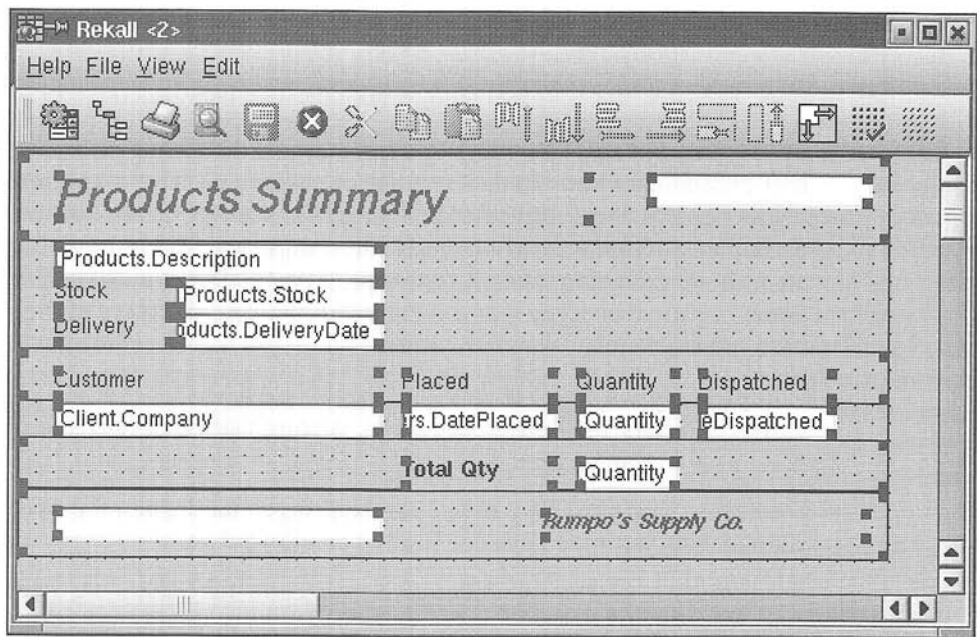 Rekall <2>
Help File View Edit
Products Summary
Products.Description
Stock Products.Stock
Delivery oducts.DeliveryDate
Customer Placed Quantity Dispatched
Client.Company rs.DatePlaced Quantity eDispatched
Total Qty Quantity
Rumpo's Supply Co.